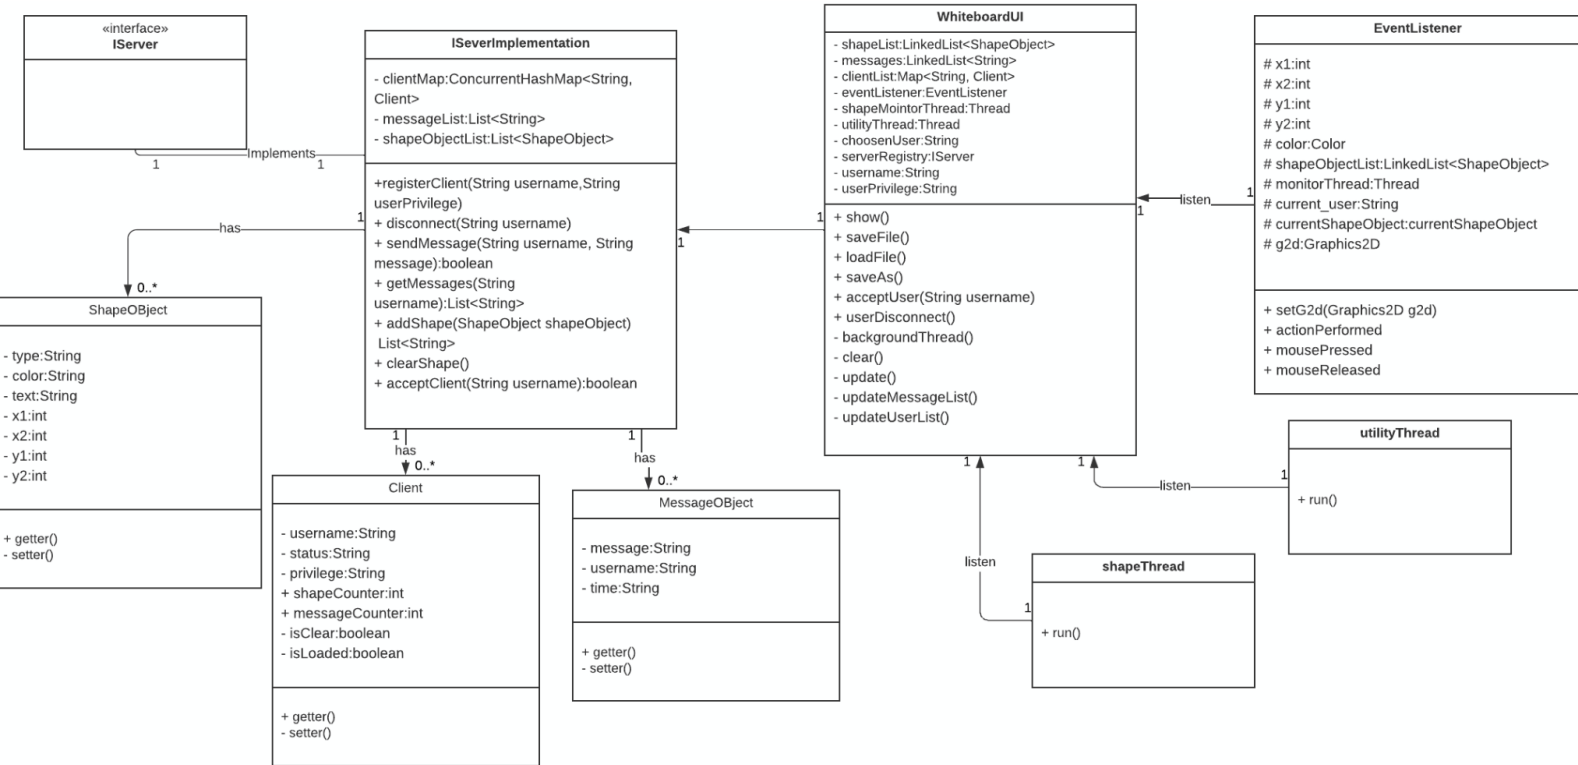 «interface»
IServer
Implements
1
1
ISeverImplementation
- clientMap:ConcurrentHashMap<String,
Client>
- messageList:List<String>
- shapeObjectList:List<ShapeObject>
+registerClient(String username,String
userPrivilege)
+ disconnect(String username)
+ sendMessage(String username, String
message):boolean
+ getMessages(String
username):List<String>
+ addShape(ShapeObject shapeObject)
List<String>
+ clearShape()
+ acceptClient(String username):boolean
1
has
0..*
ShapeOBject
- type:String
- color:String
- text:String
- x1:int
- x2:int
- y1:int
- y2:int
+ getter()
- setter()
1
has
0..*
Client
- username:String
- status:String
- privilege:String
+ shapeCounter:int
+ messageCounter:int
- isClear:boolean
- isLoaded:boolean
+ getter()
- setter()
1
has
0..*
MessageOBject
- message:String
- username:String
- time:String
+ getter()
- setter()
1
1
WhiteboardUI
- shapeList:LinkedList<ShapeObject>
- messages:LinkedList<String>
- clientList:Map<String, Client>
- eventListener:EventListener
- shapeMointorThread:Thread
- utilityThread:Thread
- choosenUser:String
- serverRegistry:IServer
- username:String
- userPrivilege:String
+ show()
+ saveFile()
+ loadFile()
+ saveAs()
+ acceptUser(String username)
+ userDisconnect()
- backgroundThread()
- clear()
- update()
- updateMessageList()
- updateUserList()
1
listen
1
EventListener
# x1:int
# x2:int
# y1:int
# y2:int
# color:Color
# shapeObjectList:LinkedList<ShapeObject>
# monitorThread:Thread
# current_user:String
# currentShapeObject:currentShapeObject
# g2d:Graphics2D
+ setG2d(Graphics2D g2d)
+ actionPerformed
+ mousePressed
+ mouseReleased
1
listen
1
utilityThread
+ run()
1
listen
1
shapeThread
+ run()